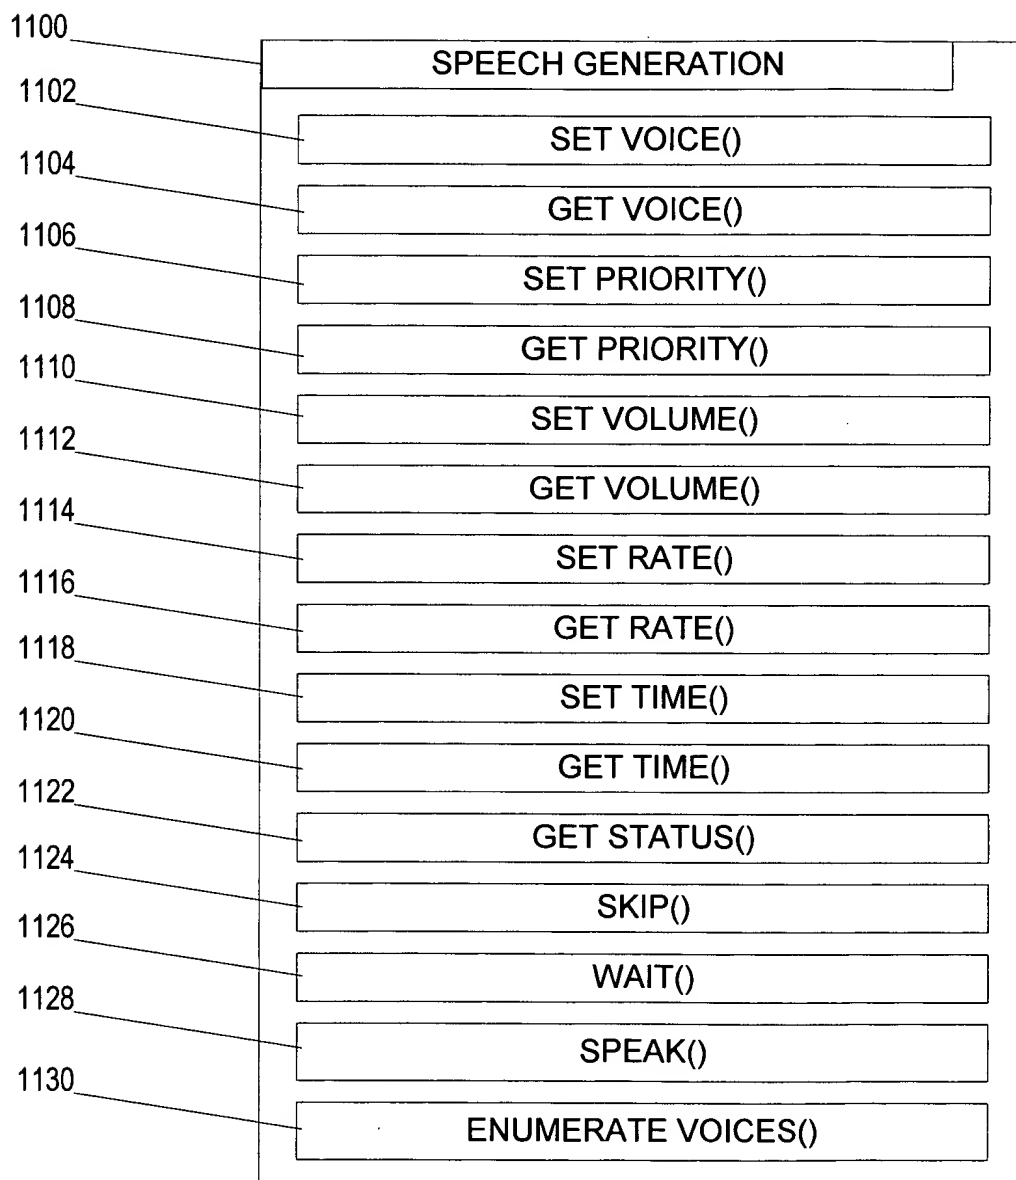 1100
SPEECH GENERATION
1102
SET VOICE()
1104
GET VOICE()
1106
SET PRIORITY()
1108
GET PRIORITY()
1110
SET VOLUME()
1112
GET VOLUME()
1114
SET RATE()
1116
GET RATE()
1118
SET TIME()
1120
GET TIME()
1122
GET STATUS()
1124
SKIP()
1126
WAIT()
1128
SPEAK()
1130
ENUMERATE VOICES()